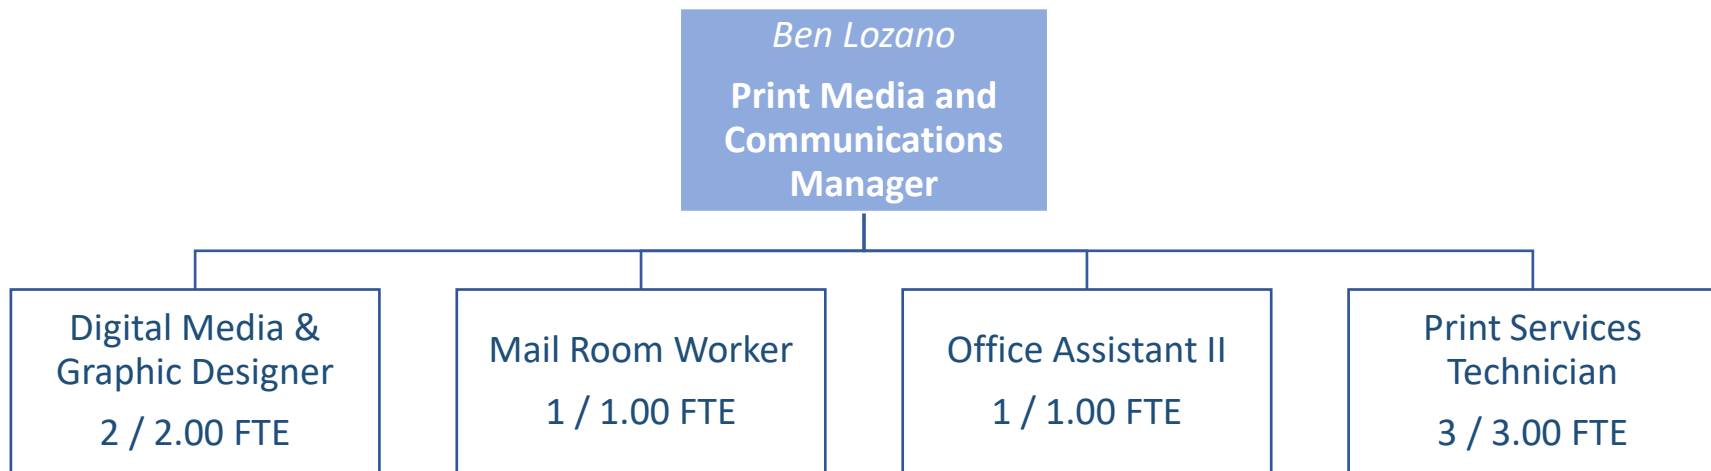 Ben Lozano
Print Media and
Communications
Manager
Digital Media &
Graphic Designer
2 / 2.00 FTE
Mail Room Worker
1 / 1.00 FTE
Office Assistant II
1 / 1.00 FTE
Print Services
Technician
3 / 3.00 FTE